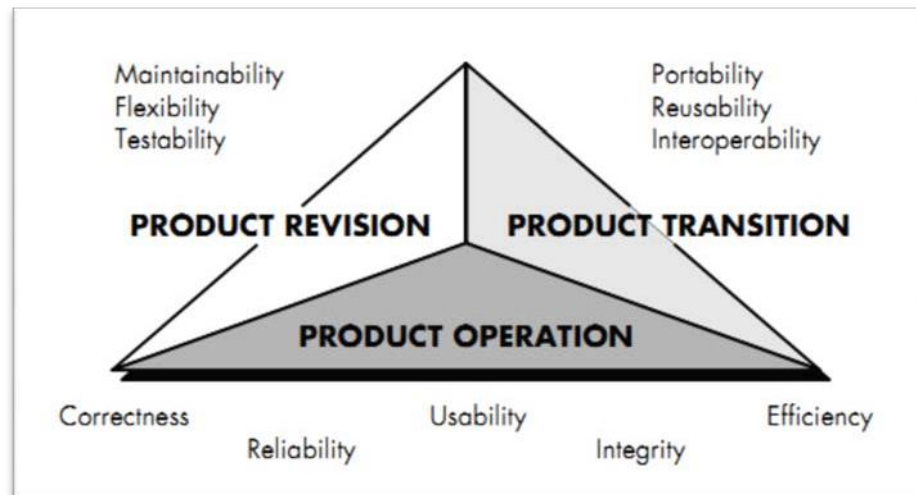 Maintainability
Flexibility
Testability
Portability
Reusability
Interoperability
PRODUCT REVISION
PRODUCT TRANSITION
PRODUCT OPERATION
Correctness
Usability
Efficiency
Reliability
Integrity